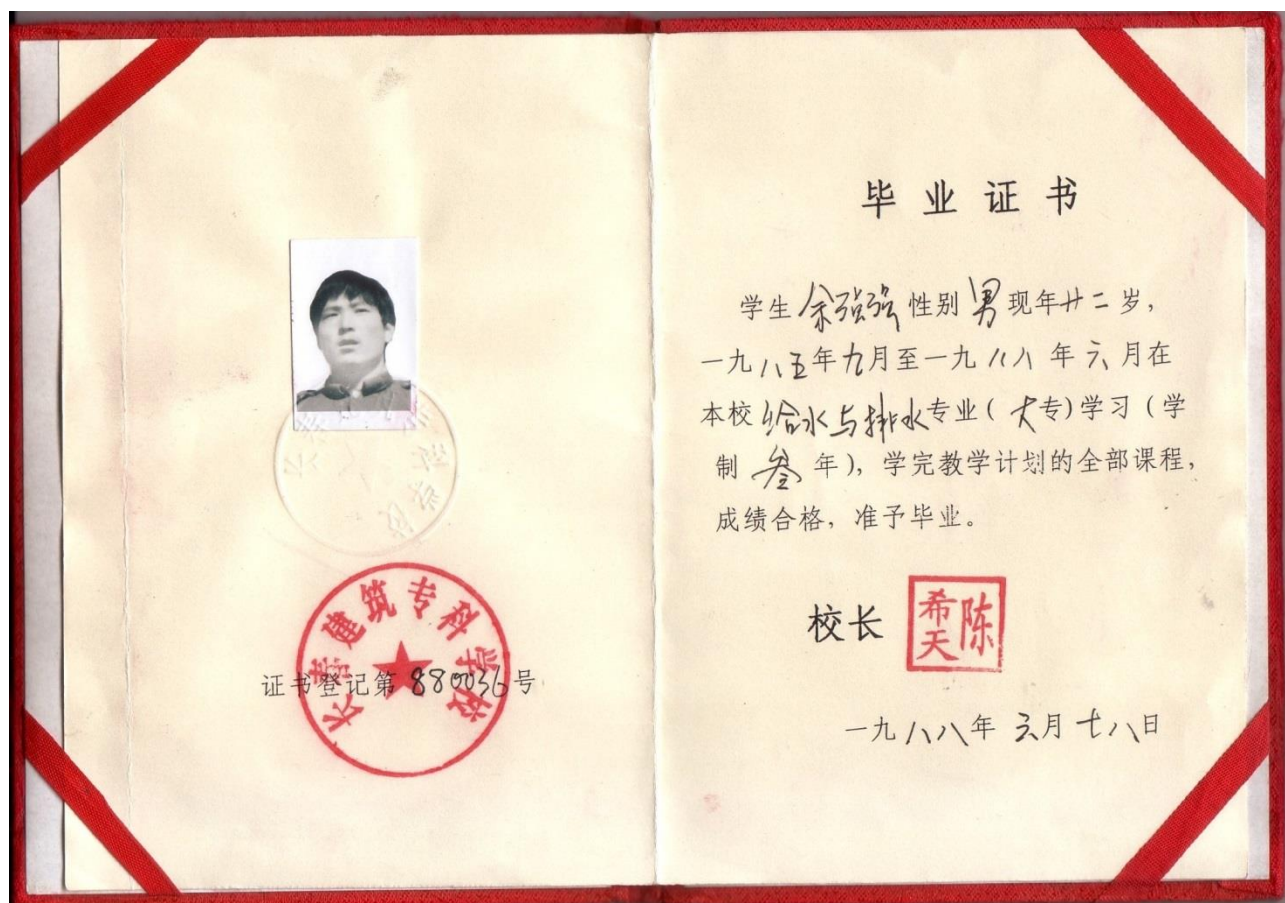 长春建筑专科学校
证书登记第880036号
毕业证书
学生余强强性别男现年廿二岁,
一九八五年九月至一九八八年六月在
本校给水与排水专业(大专)学习(学
制叁年),学完教学计划的全部课程,
成绩合格,准予毕业。
校长 陈希天
一九八八年六月十八日